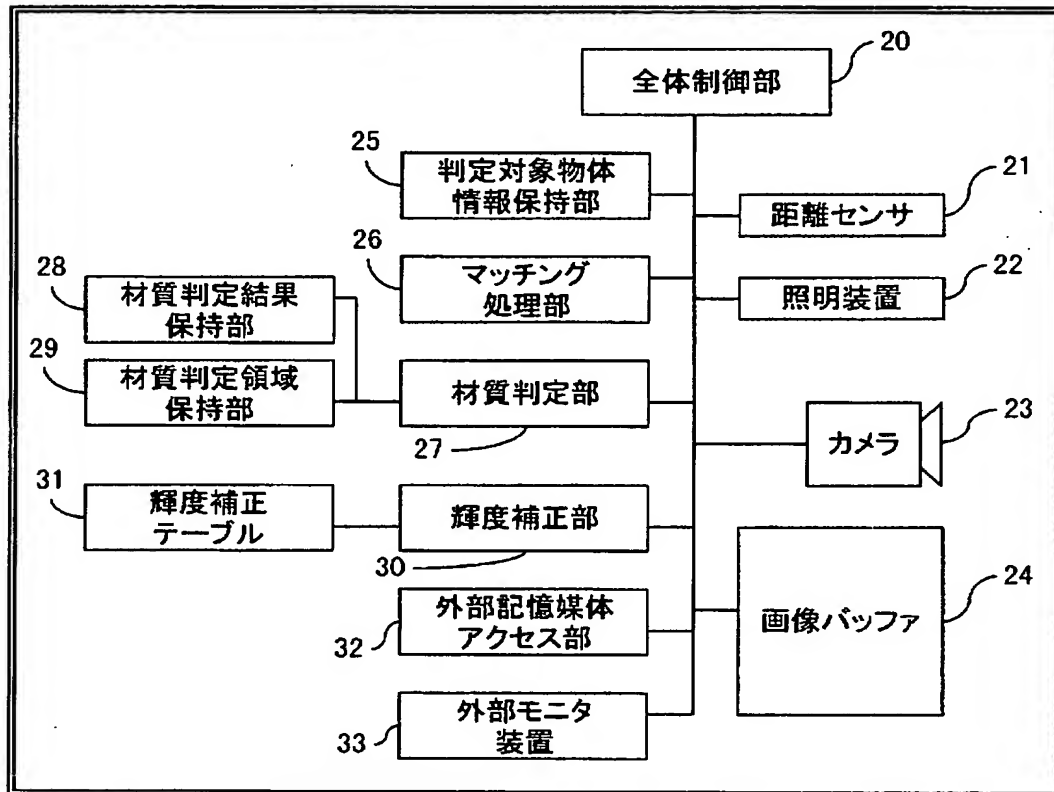 20
全体制御部
25
判定対象物体
情報保持部
21
距離センサ
26
マッチング
処理部
22
照明装置
28
材質判定結果
保持部
29
材質判定領域
保持部
材質判定部
27
カメラ
23
31
輝度補正
テーブル
輝度補正部
30
24
画像バッファ
外部記憶媒体
アクセス部
32
外部モニタ
装置
33